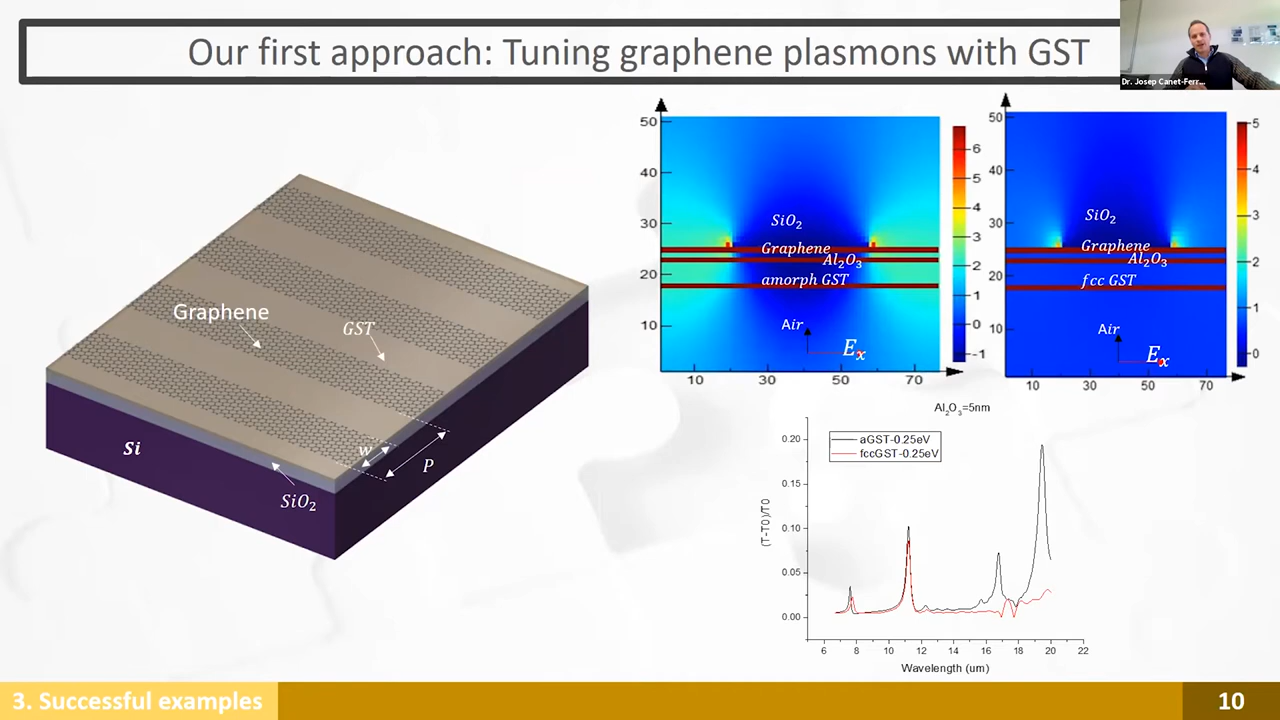 Our first approach: Tuning graphene plasmons with GST
Dr. Josep Canet-Ferr...
Graphene
GST
Si
SiO₂
w
P
50
40
30
20
10
10
30
50
70
SiO₂
Graphene
Al₂O₃
amorph GST
Air
Eₓ
6
5
4
3
2
1
0
-1
50
40
30
20
10
10
30
50
70
SiO₂
Graphene
Al₂O₃
fcc GST
Air
Eₓ
5
4
3
2
1
0
Al₂O₃=5nm
aGST-0.25eV
fccGST-0.25eV
(T-T0)/T0
0.20
0.15
0.10
0.05
0.00
6 8 10 12 14 16 18 20 22
Wavelength (um)
3. Successful examples
10